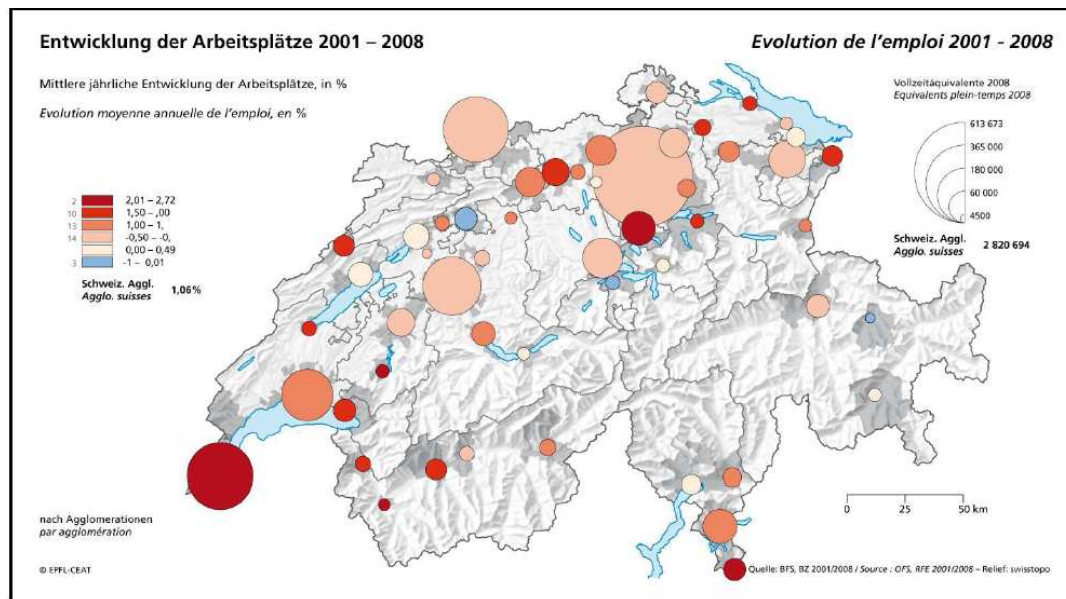 Entwicklung der Arbeitsplätze 2001 – 2008
Evolution de l'emploi 2001 - 2008
Mittlere jährliche Entwicklung der Arbeitsplätze, in %
Evolution moyenne annuelle de l'emploi, en %
Vollzeitäquivalente 2008
Equivalents plein-temps 2008
613 673
365 000
180 000
60 000
4500
Schweiz. Aggl.
Agglo. suisses
2 820 694
2 2,01 – 2,72
10 1,50 – ,00
13 1,00 – 1,
14 -0,50 – -0,
0,00 – 0,49
3 -1 – 0,01
Schweiz. Aggl.
Agglo. suisses 1,06%
0 25 50 km
nach Agglomerationen
par agglomération
© EPFL-CEAT
Quelle: BFS, BZ 2001/2008 / Source : OFS, RFE 2001/2008 – Relief: swisstopo